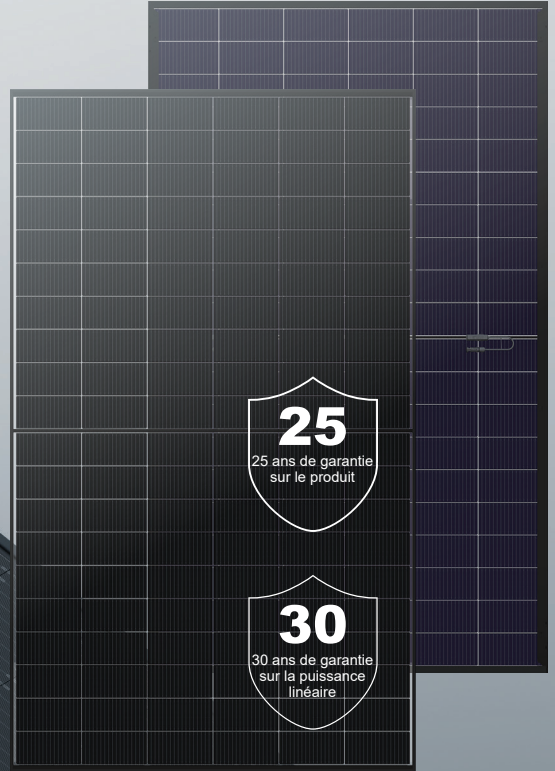 25
25 ans de garantie
sur le produit
30
30 ans de garantie
sur la puissance
linéaire